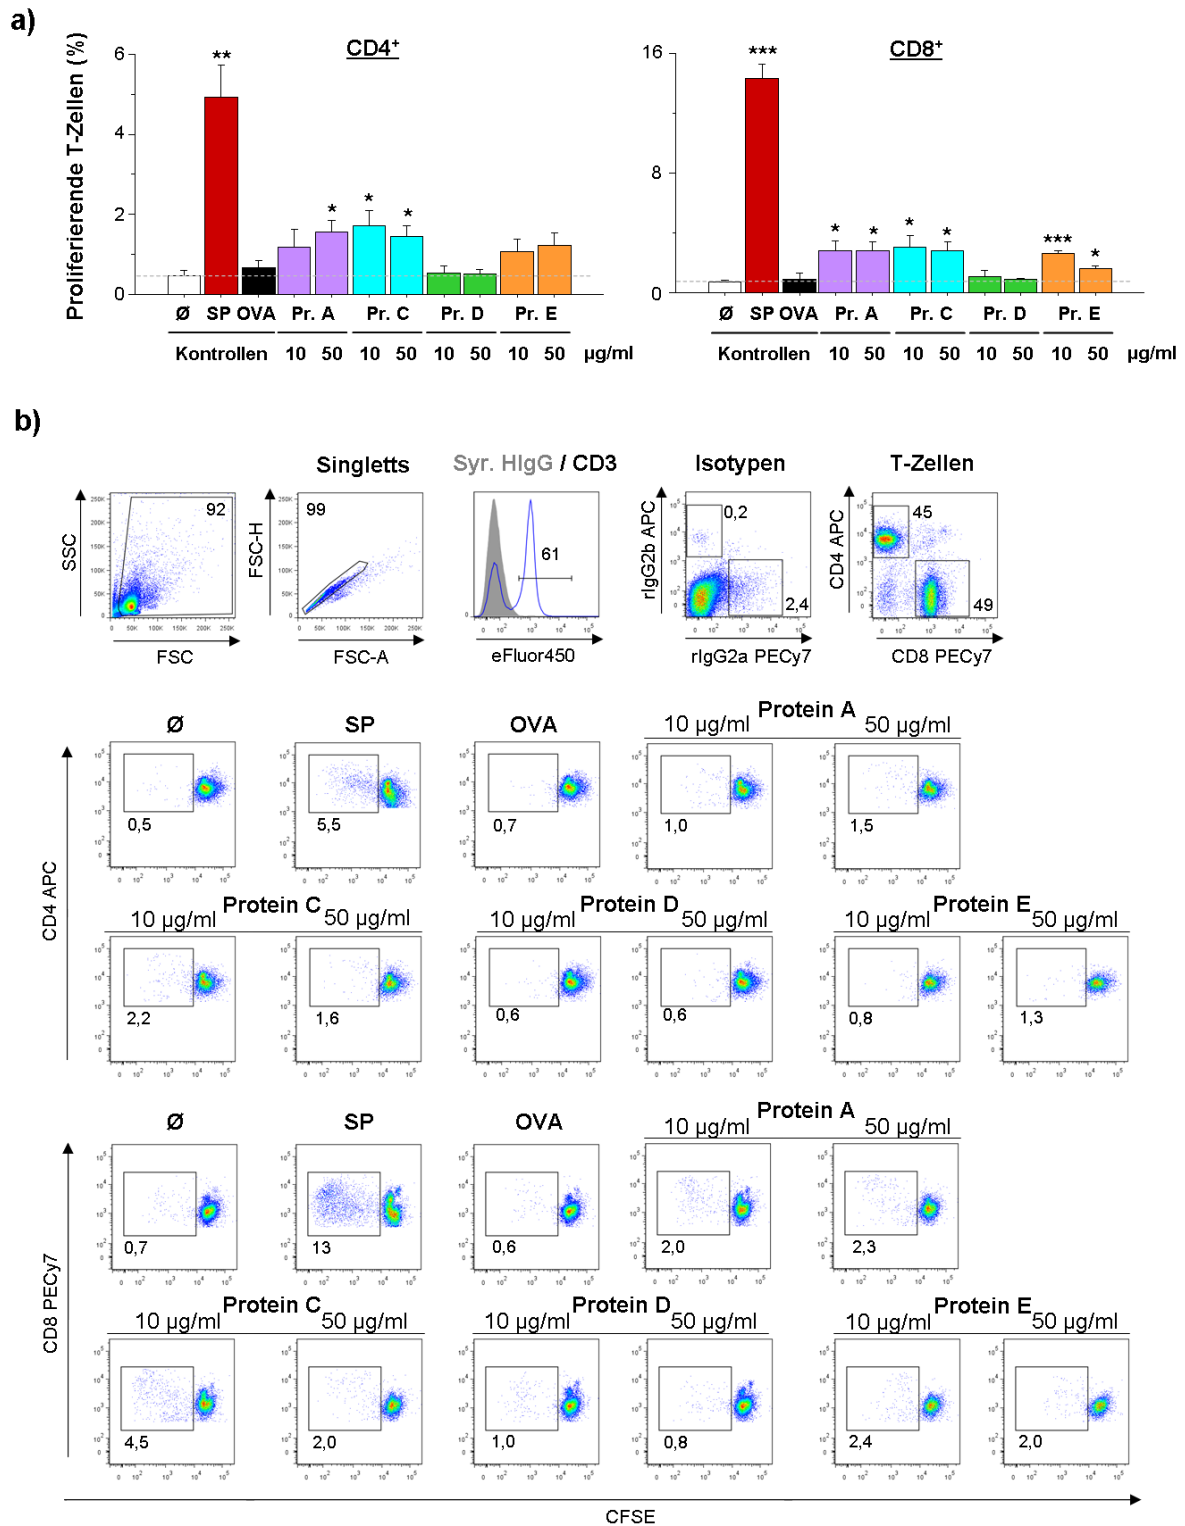 a)
CD4⁺
CD8⁺
Proliferierende T-Zellen (%)
6
4
2
0
**
*
*
*
16
8
0
***
*
*
*
*
***
*
Ø SP OVA Pr. A Pr. C Pr. D Pr. E
Kontrollen 10 50 10 50 10 50 10 50 µg/ml
Ø SP OVA Pr. A Pr. C Pr. D Pr. E
Kontrollen 10 50 10 50 10 50 10 50 µg/ml
b)
Singletts
Syr. HIgG / CD3
Isotypen
T-Zellen
SSC
92
FSC
FSC-H
99
FSC-A
61
eFluor450
rIgG2b APC
0,2
2,4
rIgG2a PECy7
CD4 APC
45
49
CD8 PECy7
Ø SP OVA Protein A
10 µg/ml 50 µg/ml
0,5 5,5 0,7 1,0 1,5
CD4 APC
Protein C Protein D Protein E
10 µg/ml 50 µg/ml 10 µg/ml 50 µg/ml 10 µg/ml 50 µg/ml
2,2 1,6 0,6 0,6 0,8 1,3
Ø SP OVA Protein A
10 µg/ml 50 µg/ml
0,7 13 0,6 2,0 2,3
CD8 PECy7
Protein C Protein D Protein E
10 µg/ml 50 µg/ml 10 µg/ml 50 µg/ml 10 µg/ml 50 µg/ml
4,5 2,0 1,0 0,8 2,4 2,0
CFSE